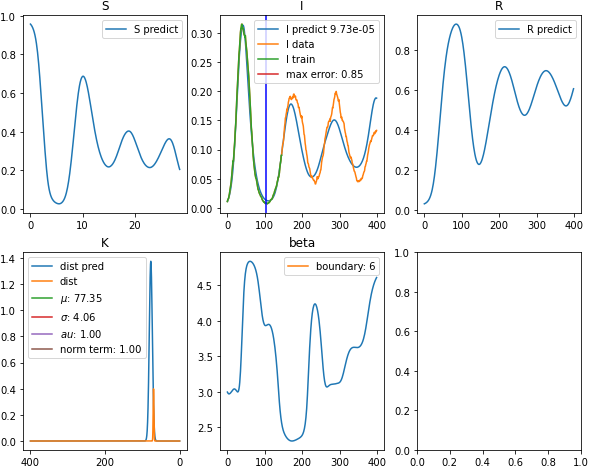 S
I
R
S predict
I predict 9.73e-05
I data
I train
max error: 0.85
R predict
1.0
0.8
0.6
0.4
0.2
0.0
0.30
0.25
0.20
0.15
0.10
0.05
0.00
0.8
0.6
0.4
0.2
0.0
0 10 20
0 100 200 300 400
0 100 200 300 400
K
beta
dist pred
dist
μ: 77.35
σ: 4.06
au: 1.00
norm term: 1.00
boundary: 6
1.4
1.2
1.0
0.8
0.6
0.4
0.2
0.0
4.5
4.0
3.5
3.0
2.5
1.0
0.8
0.6
0.4
0.2
0.0
400 200 0
0 100 200 300 400
0.0 0.2 0.4 0.6 0.8 1.0